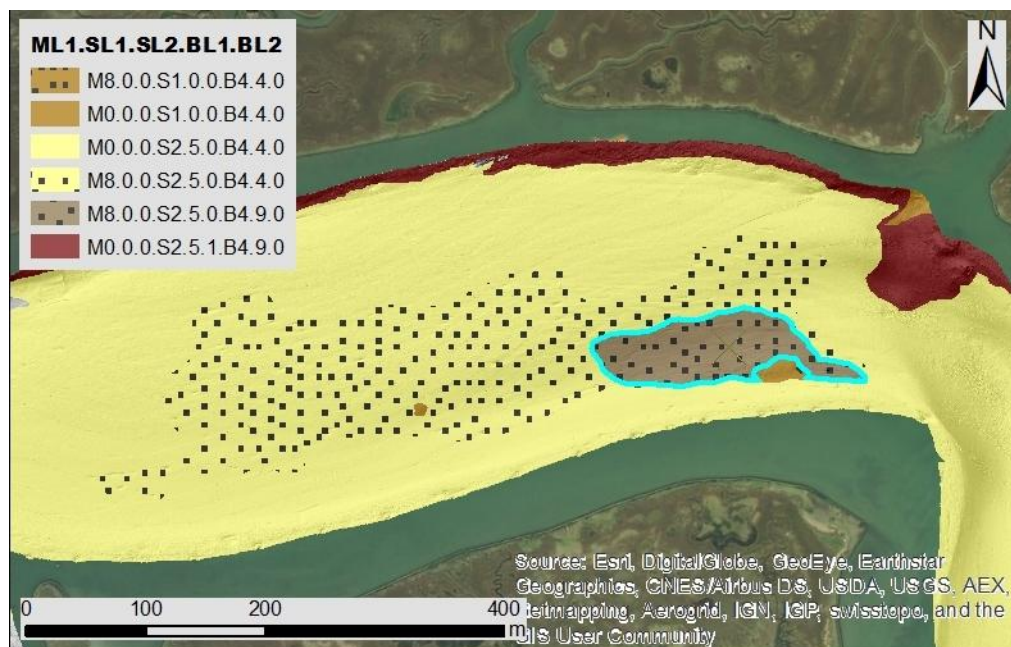 ML1.SL1.SL2.BL1.BL2
M8.0.0.S1.0.0.B4.4.0
M0.0.0.S1.0.0.B4.4.0
M0.0.0.S2.5.0.B4.4.0
M8.0.0.S2.5.0.B4.4.0
M8.0.0.S2.5.0.B4.9.0
M0.0.0.S2.5.1.B4.9.0
N
Source: Esri, DigitalGlobe, GeoEye, Earthstar
Geographics, CNES/Airbus DS, USDA, USGS, AEX,
Getmapping, Aerogrid, IGN, IGP, swisstopo, and the
GIS User Community
0 100 200 400
m